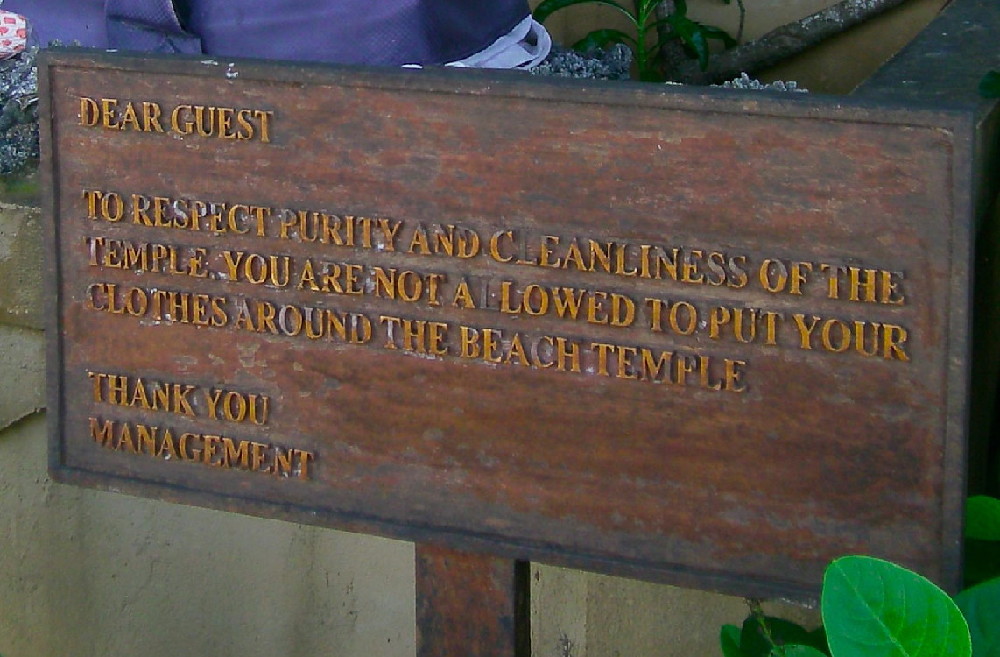 DEAR GUEST
TO RESPECT PURITY AND CLEANLINESS OF THE
TEMPLE. YOU ARE NOT ALLOWED TO PUT YOUR
CLOTHES AROUND THE BEACH TEMPLE
THANK YOU
MANAGEMENT